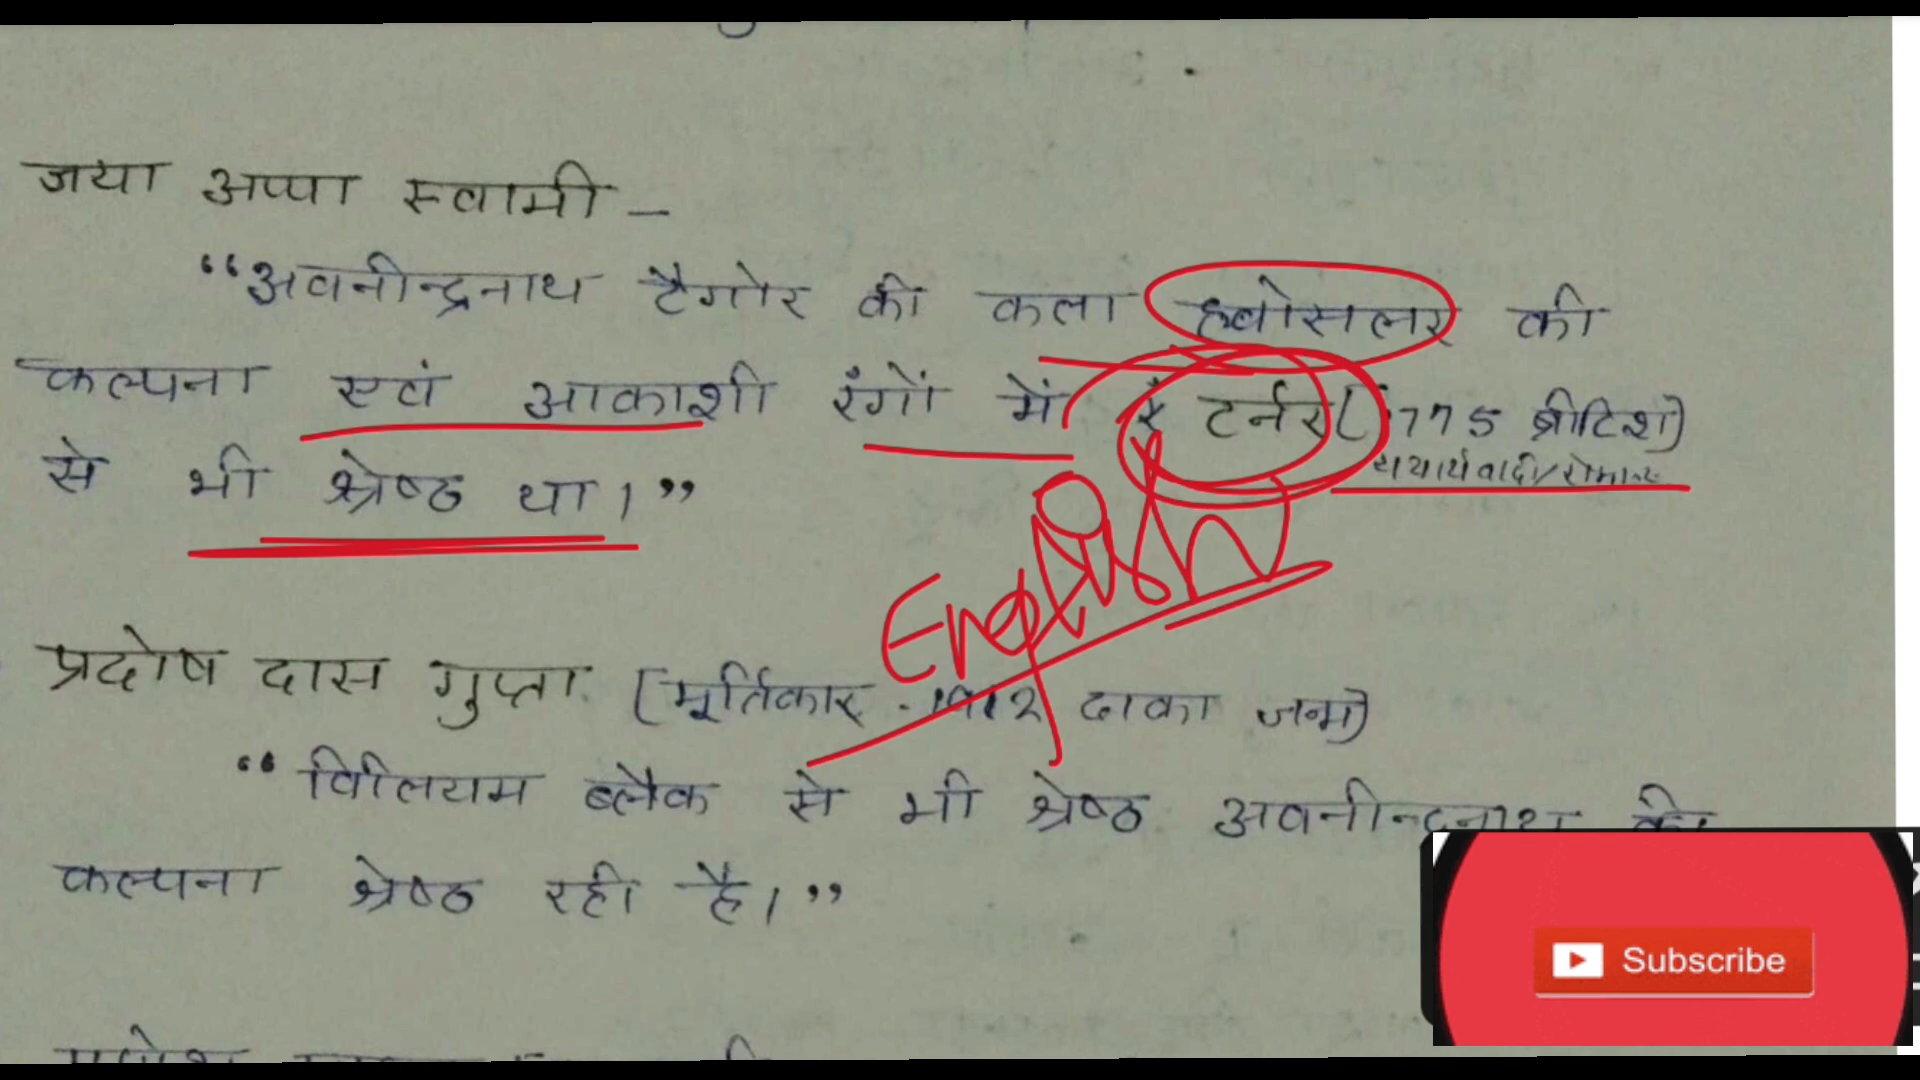 जया अप्पा स्वामी –
“अवनीन्द्रनाथ टैगोर की कला ह्वीसलर की
कल्पना एवं आकाशी रंगों में टर्नर (1775 ब्रीटिश)
यथार्थवादी/रोमा
से भी श्रेष्ठ था।”
English
प्रदोष दास गुप्ता (मूर्तिकार - 1912 ढाका जन्म)
“विलियम ब्लैक से भी श्रेष्ठ अवनीन्द्रनाथ की
कल्पना श्रेष्ठ रही है।”
Subscribe